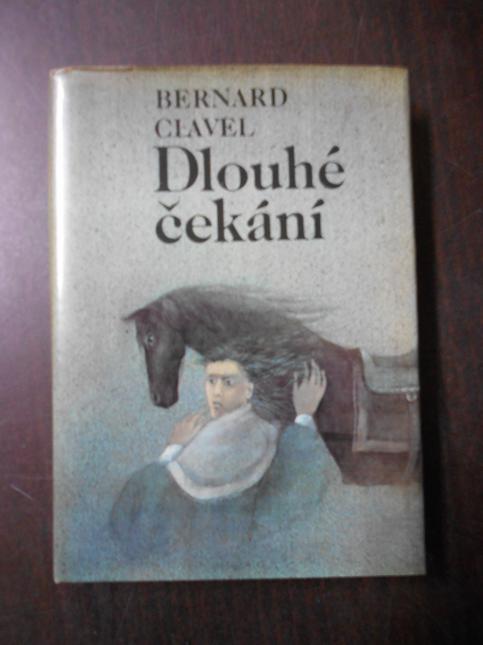 BERNARD
CLAVEL
Dlouhé
čekání